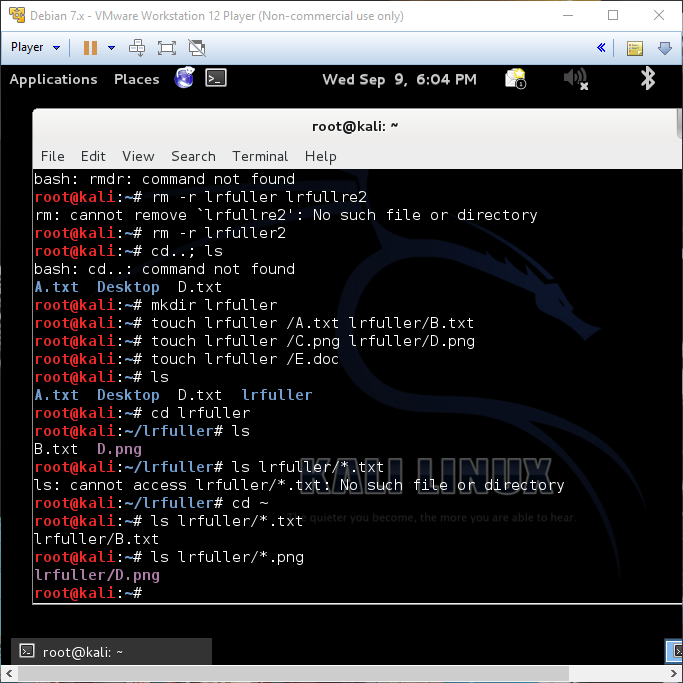 Debian 7.x - VMware Workstation 12 Player (Non-commercial use only)
Player
Applications Places Wed Sep 9, 6:04 PM
1
root@kali: ~
File Edit View Search Terminal Help
bash: rmdr: command not found
root@kali:~# rm -r lrfuller lrfullre2
rm: cannot remove `lrfullre2': No such file or directory
root@kali:~# rm -r lrfuller2
root@kali:~# cd..; ls
bash: cd..: command not found
A.txt Desktop D.txt
root@kali:~# mkdir lrfuller
root@kali:~# touch lrfuller /A.txt lrfuller/B.txt
root@kali:~# touch lrfuller /C.png lrfuller/D.png
root@kali:~# touch lrfuller /E.doc
root@kali:~# ls
A.txt Desktop D.txt lrfuller
root@kali:~# cd lrfuller
root@kali:~/lrfuller# ls
B.txt D.png
root@kali:~/lrfuller# ls lrfuller/*.txt
ls: cannot access lrfuller/*.txt: No such file or directory
root@kali:~/lrfuller# cd ~
root@kali:~# ls lrfuller/*.txt
lrfuller/B.txt
root@kali:~# ls lrfuller/*.png
lrfuller/D.png
root@kali:~#
KALI LINUX
The quieter you become, the more you are able to hear.
root@kali: ~